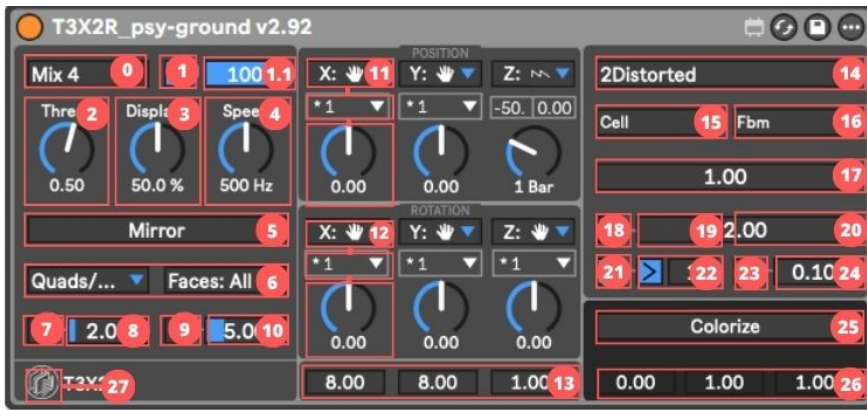 T3X2R_psy-ground v2.92
Mix 4 0 1 100 1.1
Thre 2 Displa 3 Spee 4
0.50 50.0 % 500 Hz
Mirror 5
Quads/... Faces: All 6
7 2.0 8 9 5.0 10
T3X2 27
POSITION
X: 11 Y: Z:
* 1 * 1 -50. 0.00
0.00 0.00 1 Bar
ROTATION
X: 12 Y: Z:
* 1 * 1 * 1
0.00 0.00 0.00
8.00 8.00 1.00 13
2Distorted 14
Cell 15 Fbm 16
1.00 17
18 19 2.00 20
21 > 22 23 0.10 24
Colorize 25
0.00 1.00 1.00 26